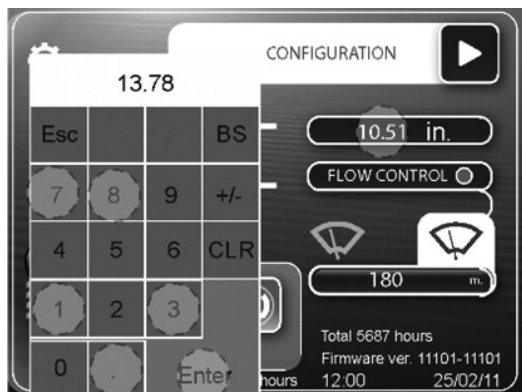 CONFIGURATION
13.78
Esc BS
10.51 in.
7 8 9 +/-
FLOW CONTROL
4 5 6 CLR
180 m.
1 2 3
0 . Enter
Total 5687 hours
Firmware ver. 11101-11101
hours 12:00 25/02/11